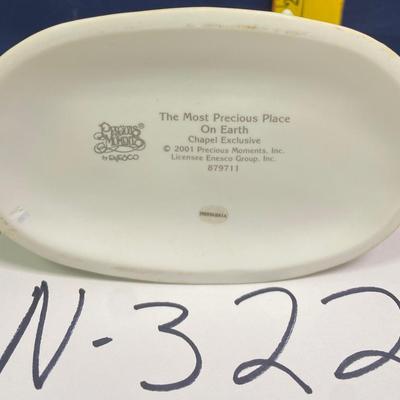 Precious
Moments
by ENESCO
The Most Precious Place
On Earth
Chapel Exclusive
© 2001 Precious Moments, Inc.
Licensee Enesco Group, Inc.
879711
N-322